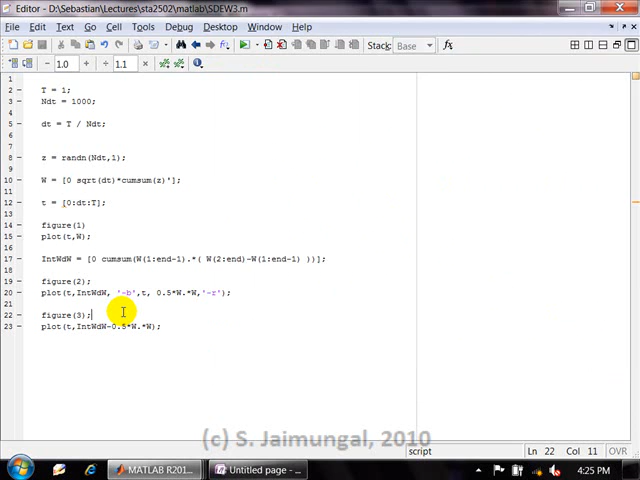 Editor - D:\Sebastian\Lectures\sta2502\matlab\SDEW3.m
File Edit Text Go Cell Tools Debug Desktop Window Help
Stack: Base fx
1.0 1.1
1
2 T = 1;
3 Ndt = 1000;
4
5 dt = T / Ndt;
6
7
8 z = randn(Ndt,1);
9
10 W = [0 sqrt(dt)*cumsum(z)'];
11
12 t = [0:dt:T];
13
14 figure(1)
15 plot(t,W);
16
17 IntWdW = [0 cumsum(W(1:end-1).*( W(2:end)-W(1:end-1) ))];
18
19 figure(2);
20 plot(t,IntWdW, '-b',t, 0.5*W.*W,'-r');
21
22 figure(3);
23 plot(t,IntWdW-0.5*W.*W);
(c) S. Jaimungal, 2010
script Ln 22 Col 11 OVR
MATLAB R201... Untitled page - ... 4:25 PM